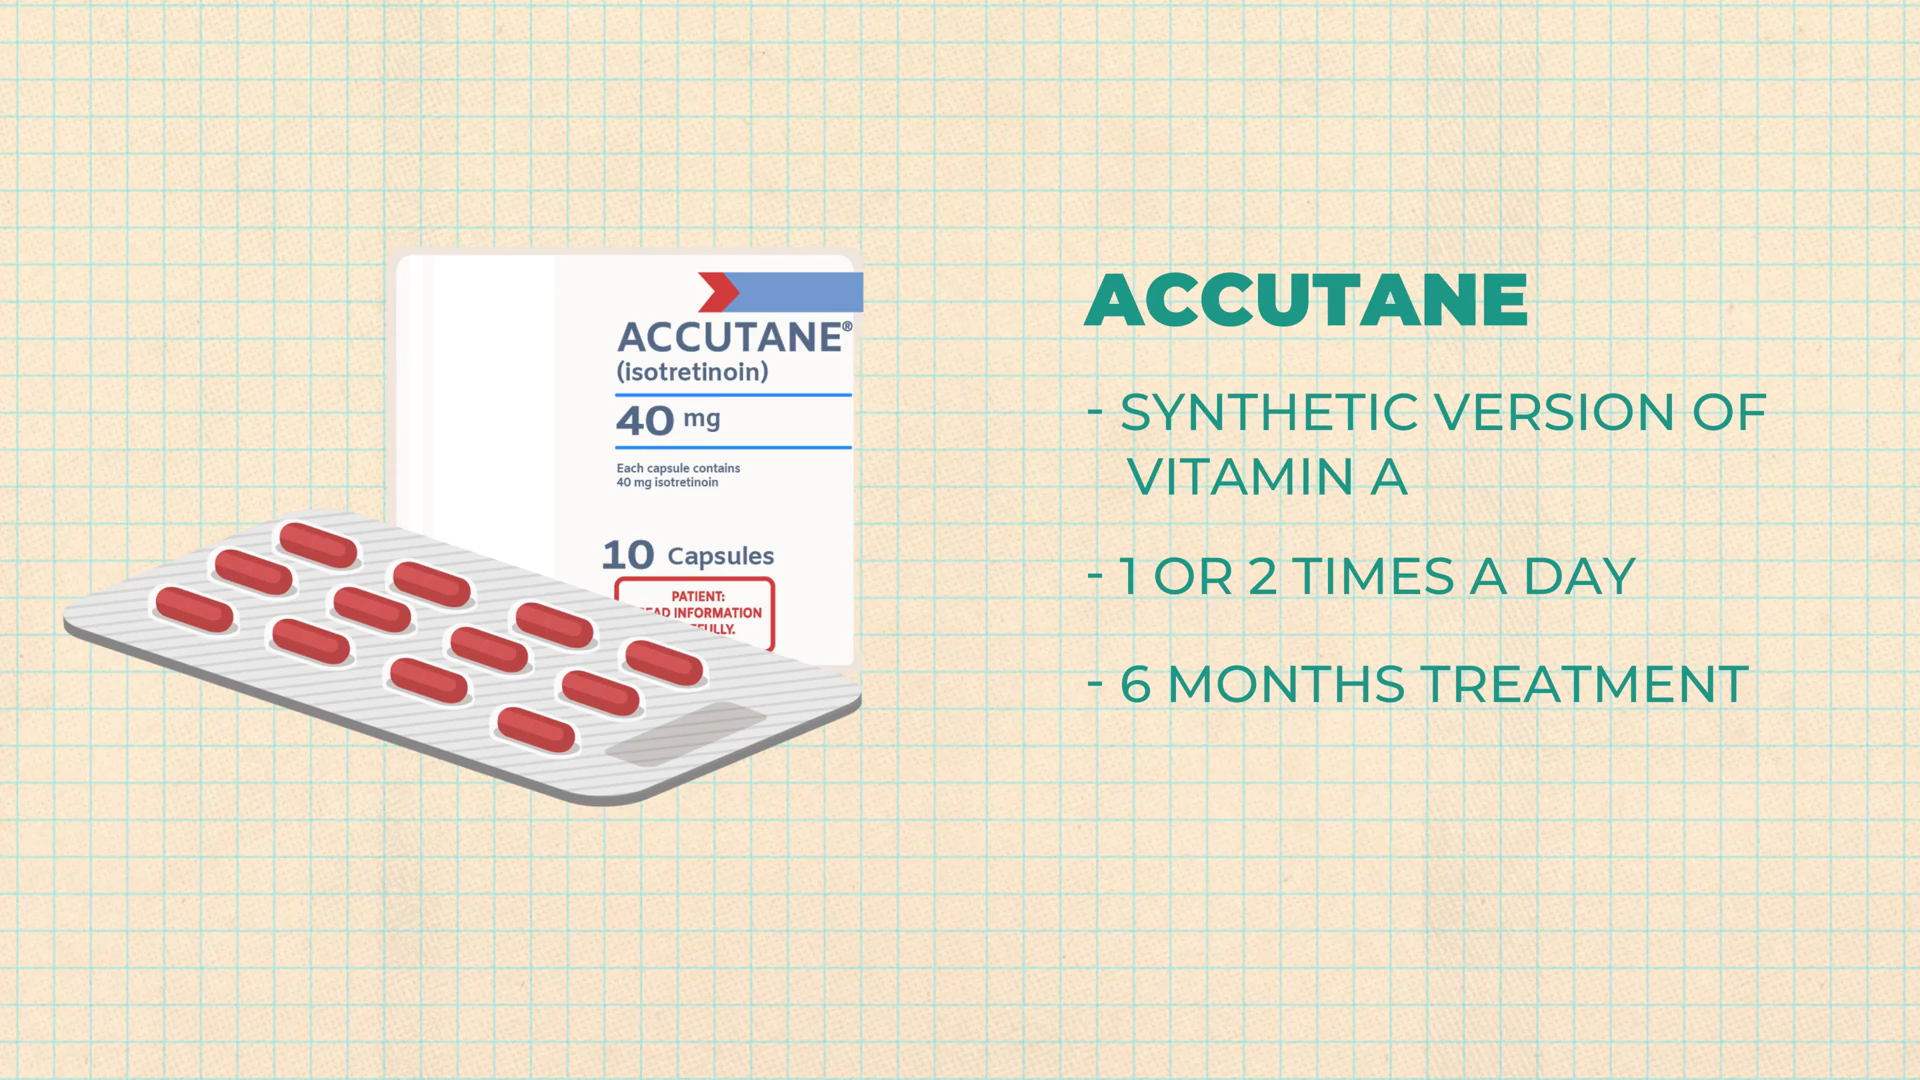 ACCUTANE®
(isotretinoin)
40 mg
Each capsule contains
40 mg isotretinoin
10 Capsules
PATIENT:
INFORMATION
ACCUTANE
- SYNTHETIC VERSION OF
VITAMIN A
- 1 OR 2 TIMES A DAY
- 6 MONTHS TREATMENT